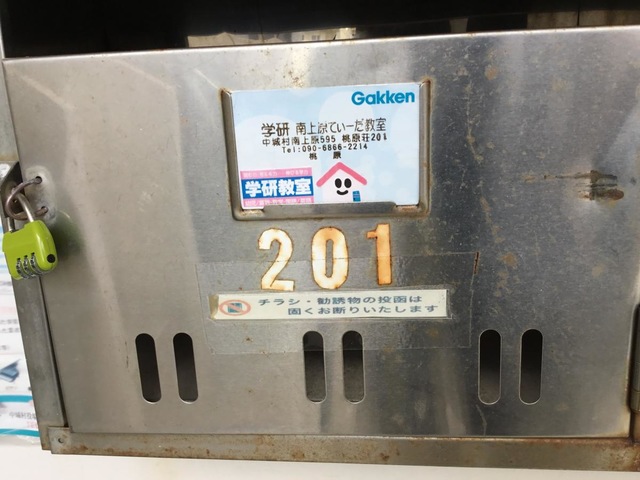 Gakken
学研 南上原てぃーだ教室
中城村南上原595 桃原荘201
Tel:090-6866-2214
桃 原
学研教室
201
チラシ・勧誘物の投函は
固くお断りいたします